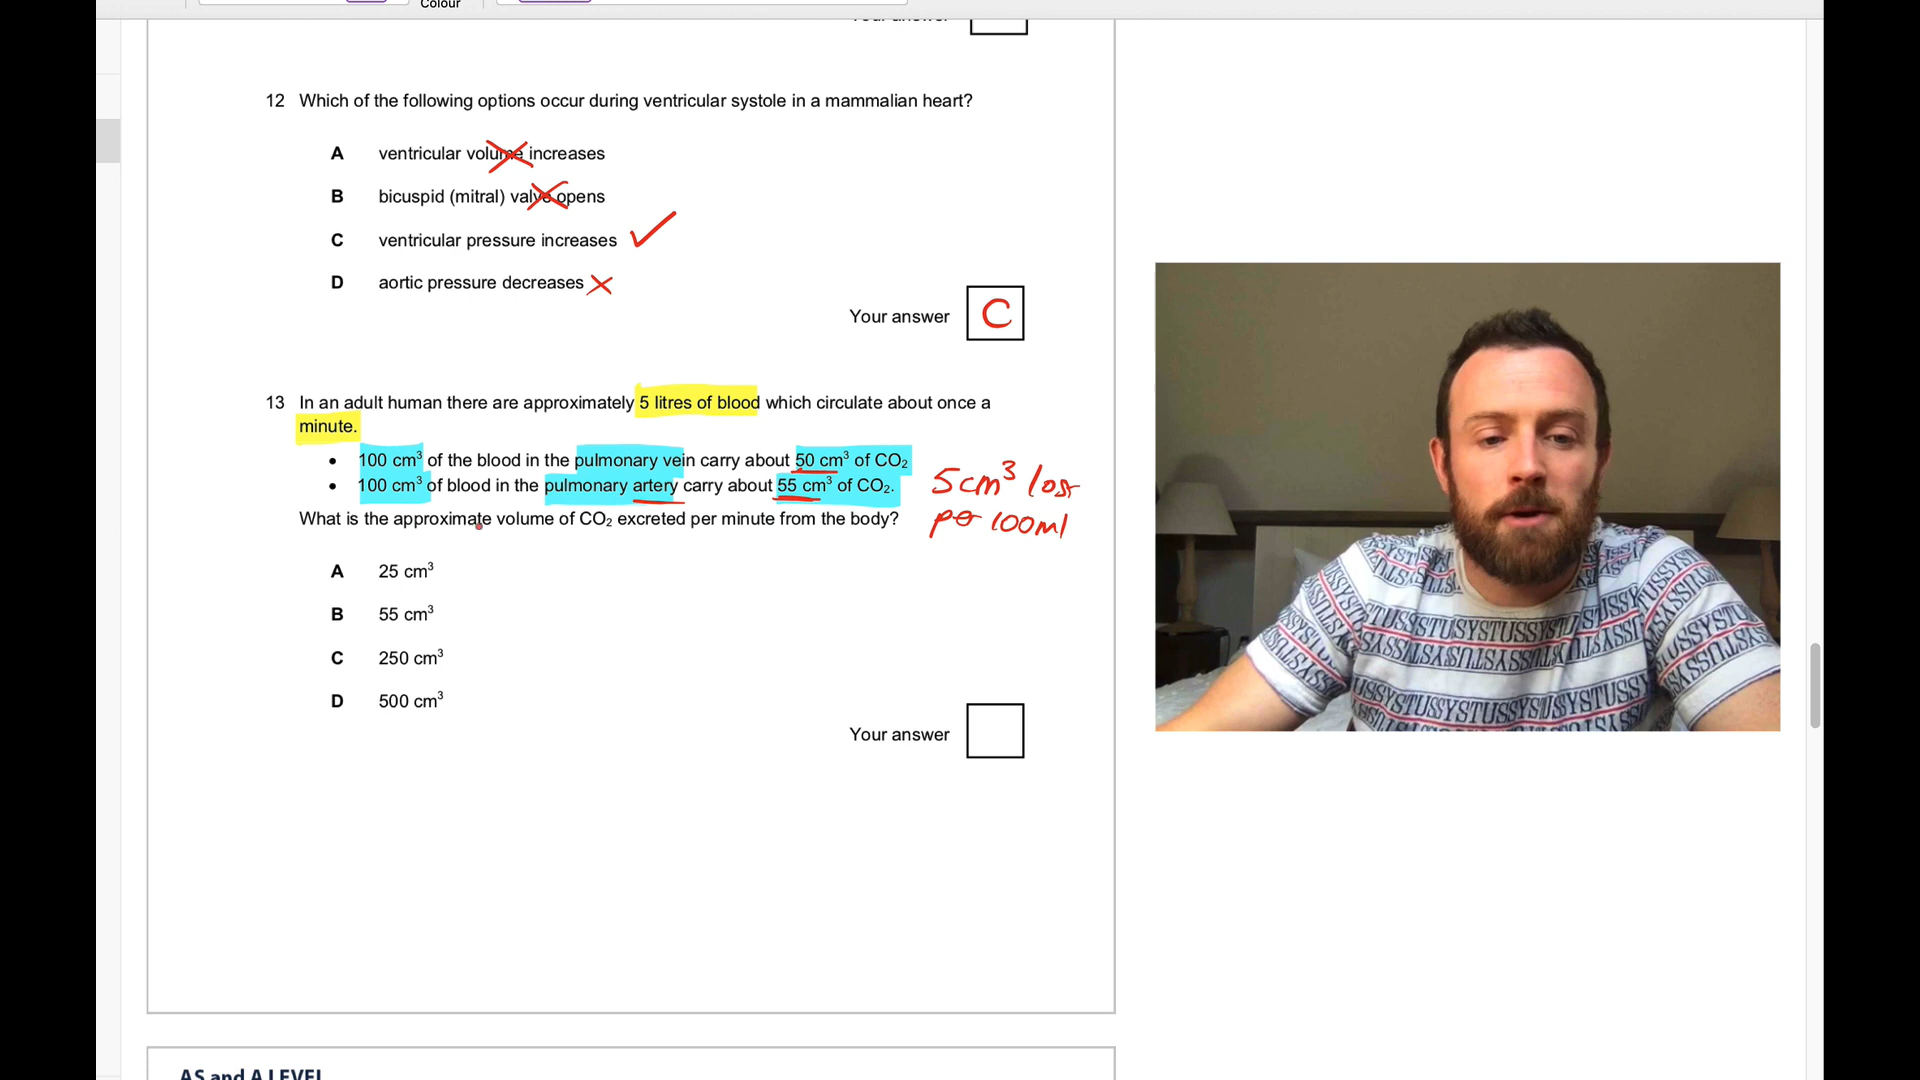 Colour
Your answer
12 Which of the following options occur during ventricular systole in a mammalian heart?
A ventricular volume increases
B bicuspid (mitral) valve opens
C ventricular pressure increases
D aortic pressure decreases
Your answer C
13 In an adult human there are approximately 5 litres of blood which circulate about once a
minute.
• 100 cm³ of the blood in the pulmonary vein carry about 50 cm³ of CO₂
• 100 cm³ of blood in the pulmonary artery carry about 55 cm³ of CO₂.
5cm³ lost
per 100ml
What is the approximate volume of CO₂ excreted per minute from the body?
A 25 cm³
B 55 cm³
C 250 cm³
D 500 cm³
Your answer
AS and A LEVEL